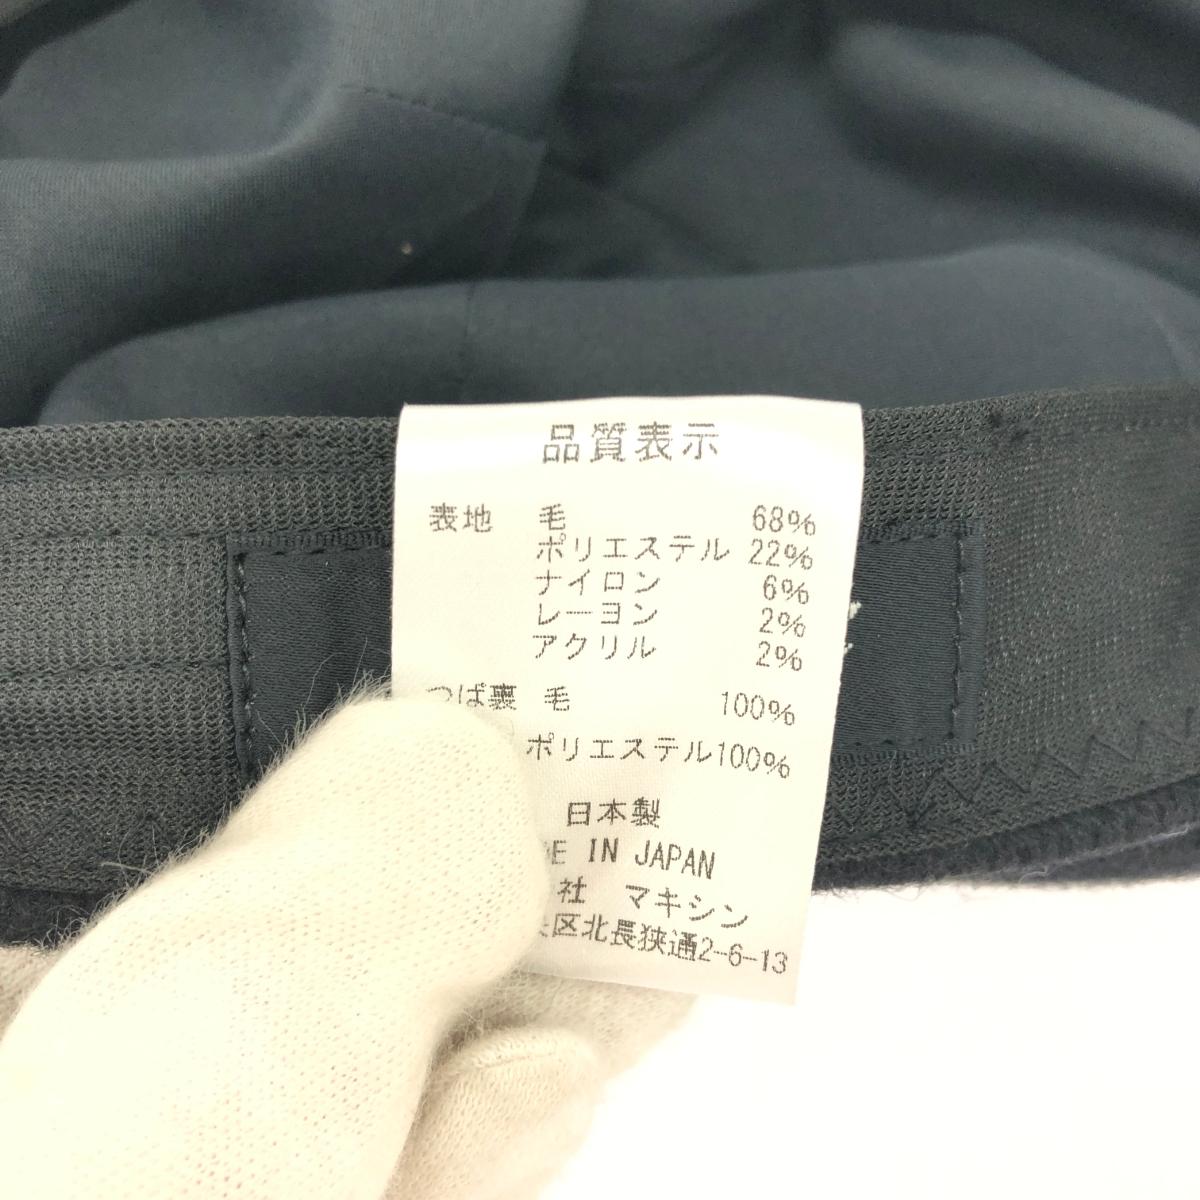 品質表示
表地 毛 68%
ポリエステル 22%
ナイロン 6%
レーヨン 2%
アクリル 2%
つば裏 毛 100%
ポリエステル100%
日本製
IN JAPAN
社 マキシン
区北長狭通2-6-13